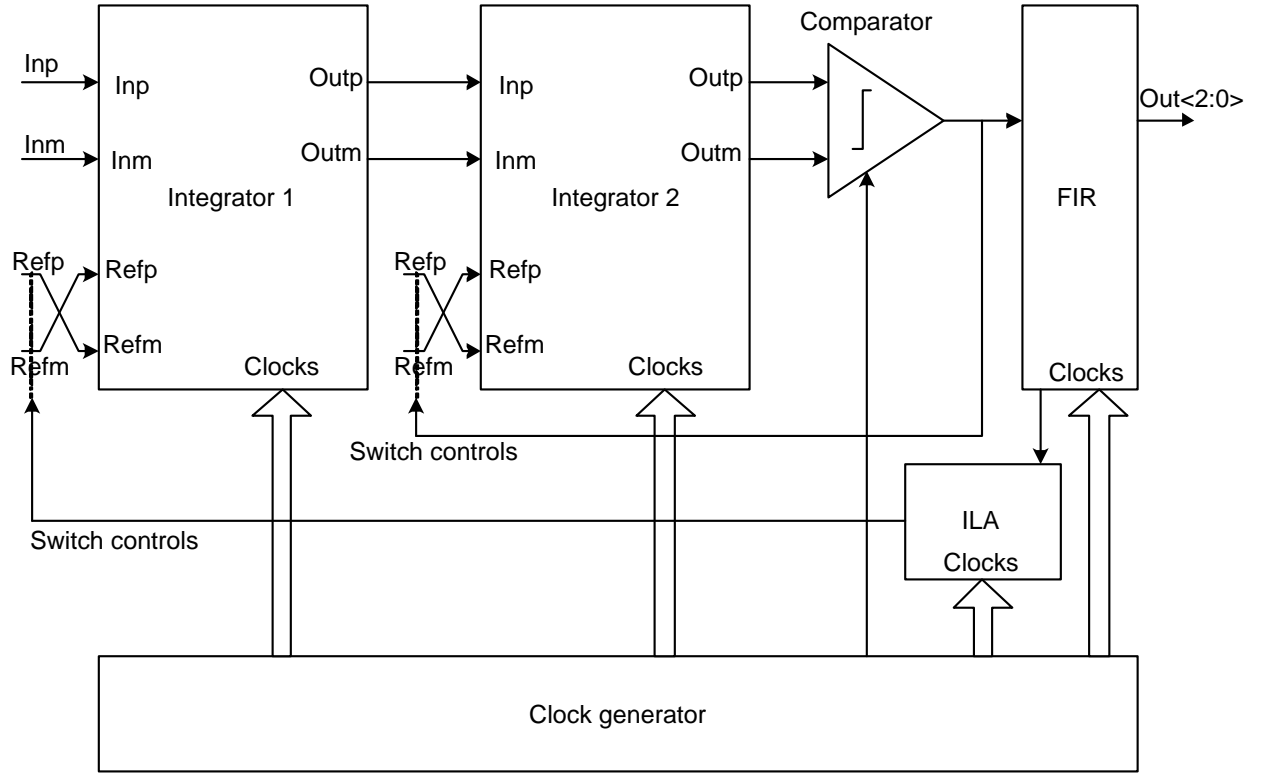 Comparator
Inp
Inp
Outp
Inp
Outp
Out<2:0>
Inm
Inm
Outm
Inm
Outm
Integrator 1
Integrator 2
FIR
Refp
Refp
Refp
Refp
Refm
Refm
Refm
Refm
Clocks
Clocks
Clocks
Switch controls
ILA
Switch controls
Clocks
Clock generator